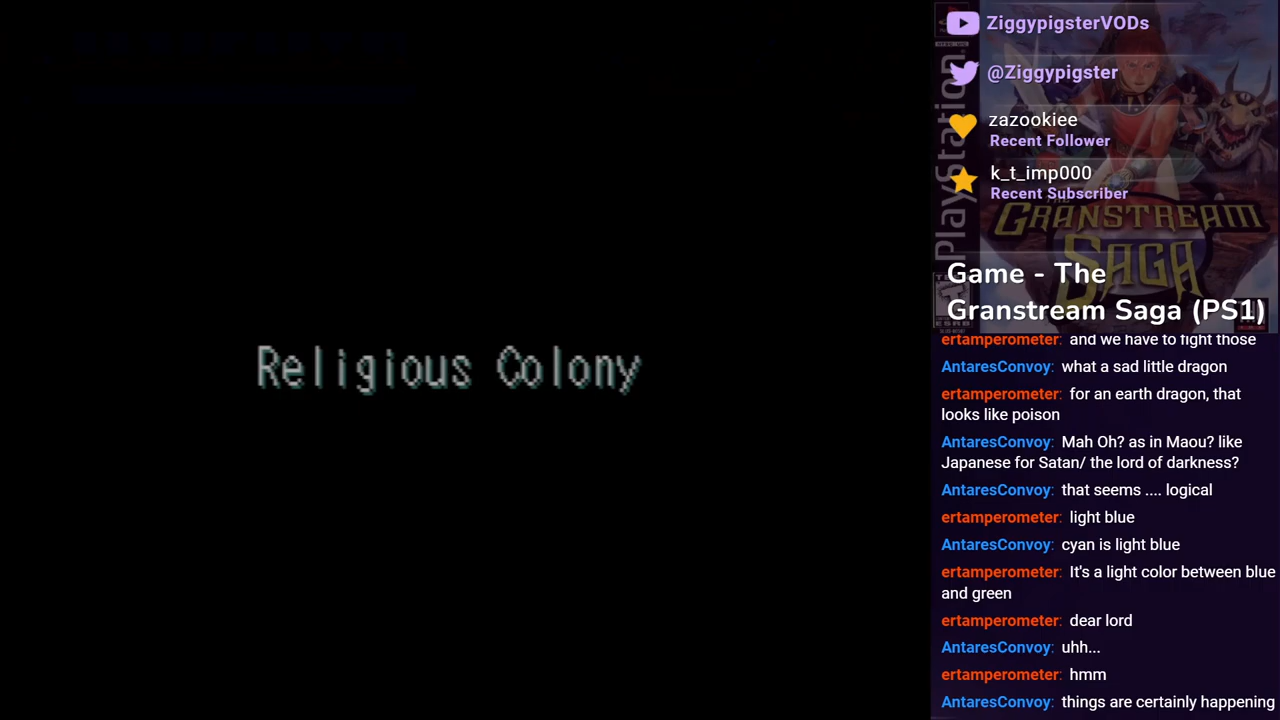 Religious Colony
ZiggypigsterVODs
@Ziggypigster
zazookiee
Recent Follower
k_t_imp000
Recent Subscriber
PlayStation
THE
GRANSTREAM
SAGA
Game - The
Granstream Saga (PS1)
ertamperometer: and we have to fight those
AntaresConvoy: what a sad little dragon
ertamperometer: for an earth dragon, that
looks like poison
AntaresConvoy: Mah Oh? as in Maou? like
Japanese for Satan/ the lord of darkness?
AntaresConvoy: that seems .... logical
ertamperometer: light blue
AntaresConvoy: cyan is light blue
ertamperometer: It's a light color between blue
and green
ertamperometer: dear lord
AntaresConvoy: uhh...
ertamperometer: hmm
AntaresConvoy: things are certainly happening